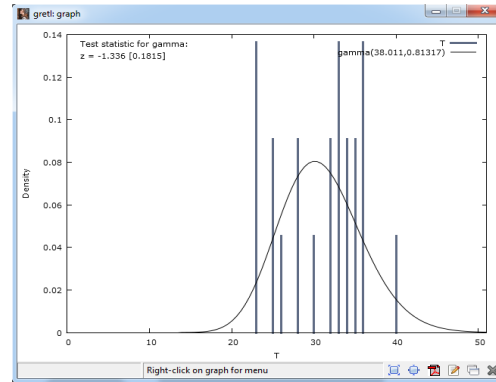 gretl: graph
Test statistic for gamma:
z = -1.336 [0.1815]
T
gamma(38.011,0.81317)
0.14
0.12
0.1
0.08
0.06
0.04
0.02
0
Density
0 10 20 30 40 50
T
Right-click on graph for menu